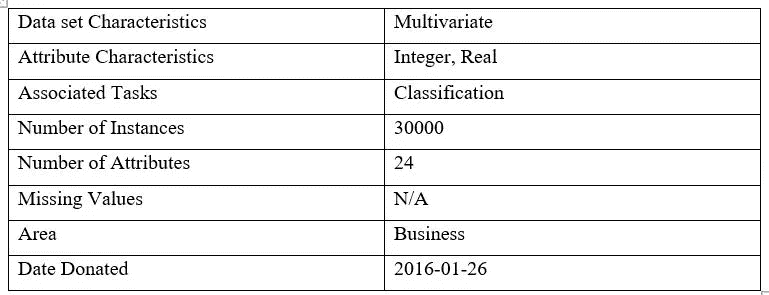 Data set Characteristics Multivariate
Attribute Characteristics Integer, Real
Associated Tasks Classification
Number of Instances 30000
Number of Attributes 24
Missing Values N/A
Area Business
Date Donated 2016-01-26